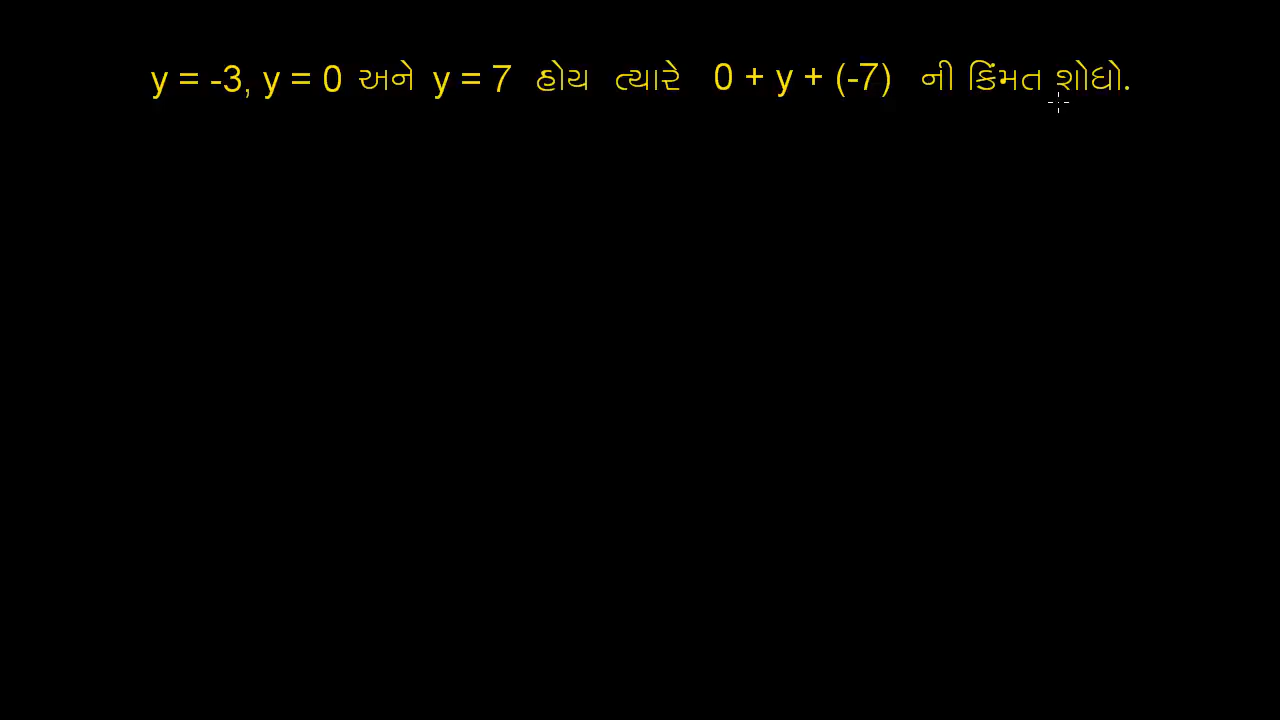 y = -3, y = 0 અને y = 7 હોય ત્યારે 0 + y + (-7) ની કિંમત શોધો.